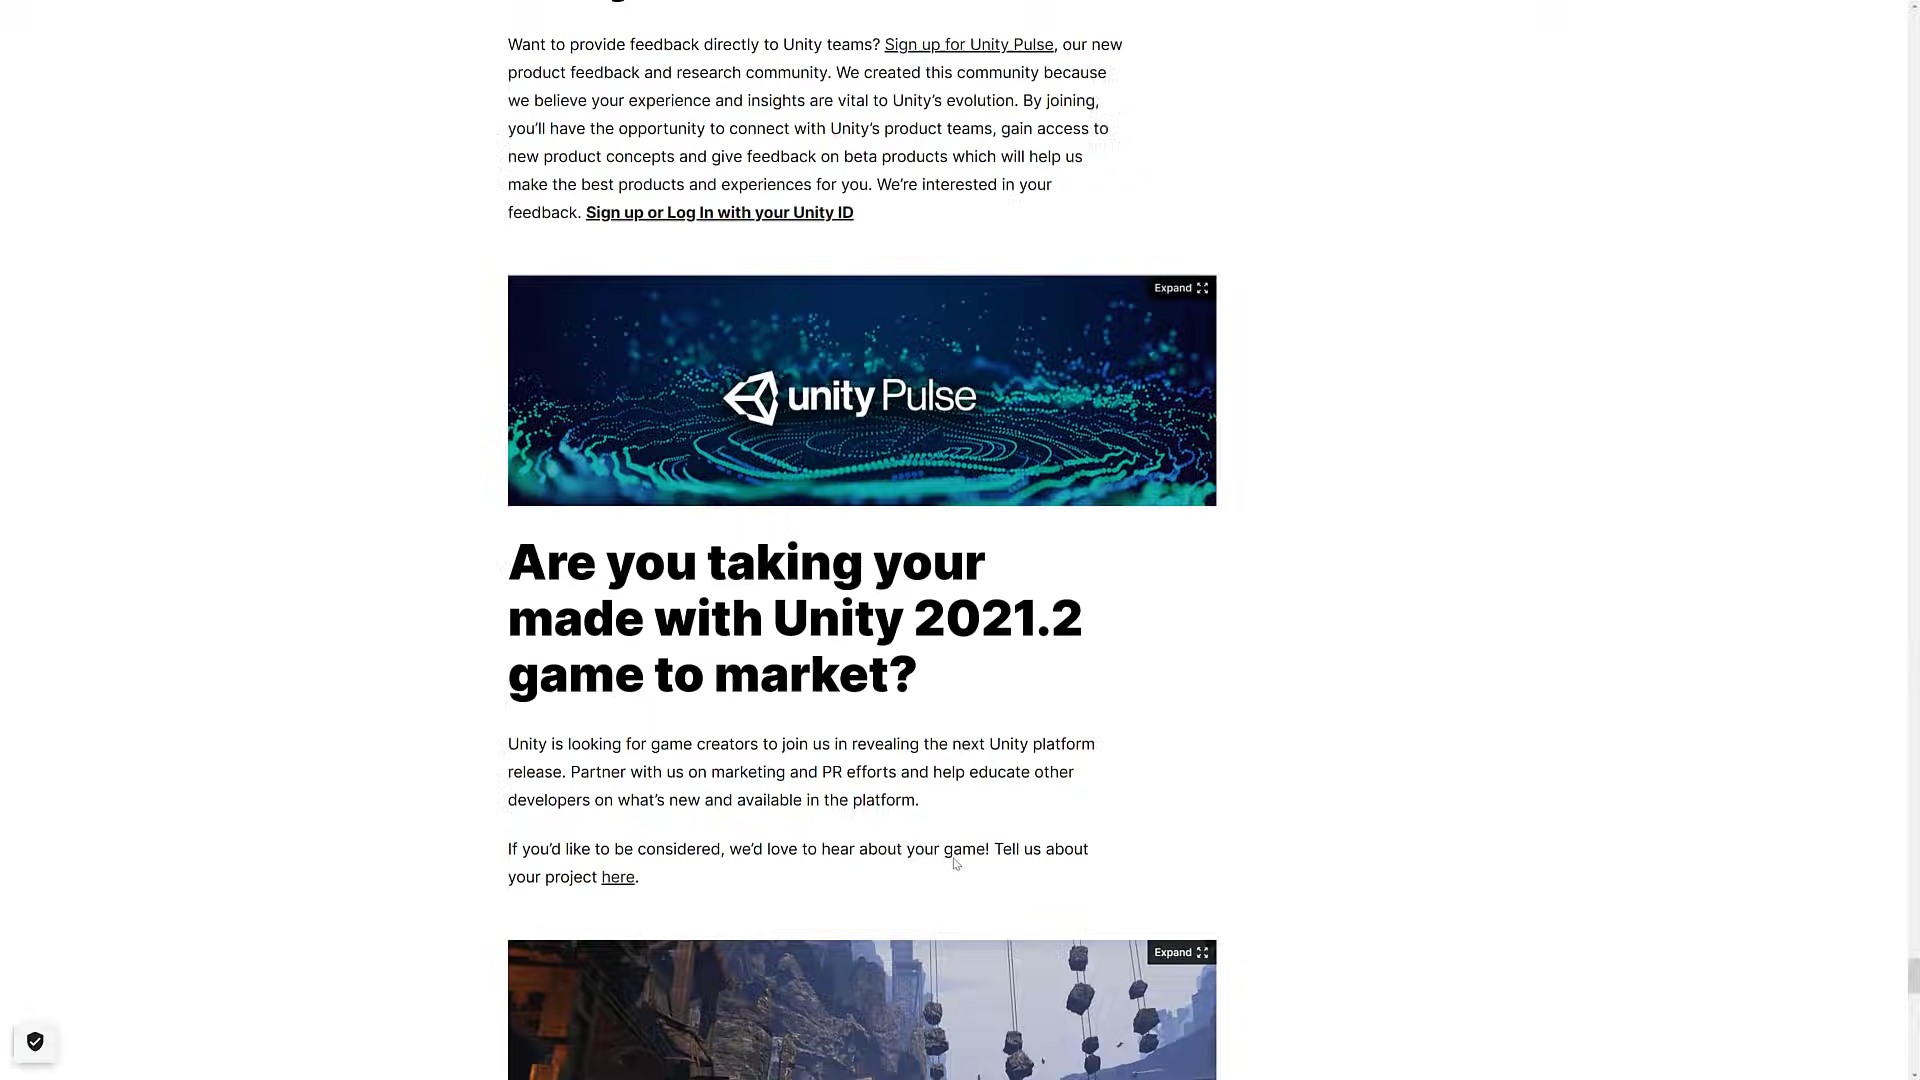 Want to provide feedback directly to Unity teams? Sign up for Unity Pulse, our new
product feedback and research community. We created this community because
we believe your experience and insights are vital to Unity’s evolution. By joining,
you’ll have the opportunity to connect with Unity’s product teams, gain access to
new product concepts and give feedback on beta products which will help us
make the best products and experiences for you. We’re interested in your
feedback. Sign up or Log In with your Unity ID
Expand
unity Pulse
Are you taking your
made with Unity 2021.2
game to market?
Unity is looking for game creators to join us in revealing the next Unity platform
release. Partner with us on marketing and PR efforts and help educate other
developers on what’s new and available in the platform.
If you’d like to be considered, we’d love to hear about your game! Tell us about
your project here.
Expand